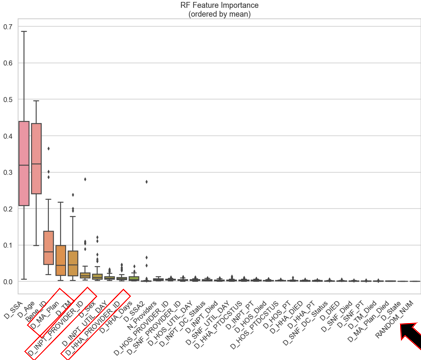 RF Feature Importance
(ordered by mean)
0.7
0.6
0.5
0.4
0.3
0.2
0.1
0.0
D_SSA
D_Age
Bene_ID
D_MA_Plan
D_TM
D_INPT_PROVIDER_ID
D_Sex
D_INPT_UTIL_DAY
D_HHA_PROVIDER_ID
D_HHA_Days
D_SSA2
N_Providers
D_HOS_PROVIDER_ID
D_SNF_PROVIDER_ID
D_HOS_UTIL_DAY
D_INPT_DC_Status
D_INPT_Died
D_SNF_UTIL_DAY
D_HHA_PTDCSTUS
D_INPT_PT
D_HOS_Died
D_HOS_PTDCSTUS
D_HOS_PT
D_HHA_DIED
D_HHA_PT
D_SNF_DC_Status
D_DIED
D_SNF_Died
D_SNF_PT
D_TM_Died
D_MA_Plan_Died
D_State
RANDOM_NUM